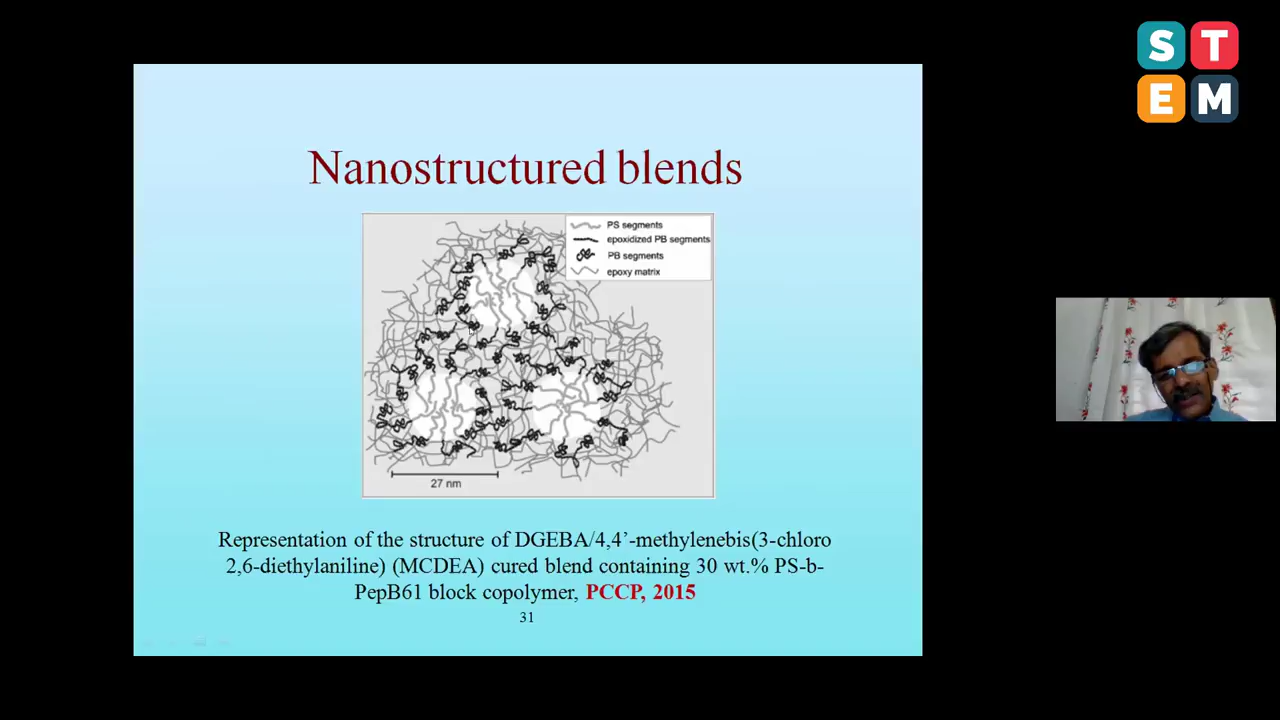 S T
E M
Nanostructured blends
PS segments
epoxidized PB segments
PB segments
epoxy matrix
27 nm
Representation of the structure of DGEBA/4,4’-methylenebis(3-chloro
2,6-diethylaniline) (MCDEA) cured blend containing 30 wt.% PS-b-
PepB61 block copolymer, PCCP, 2015
31